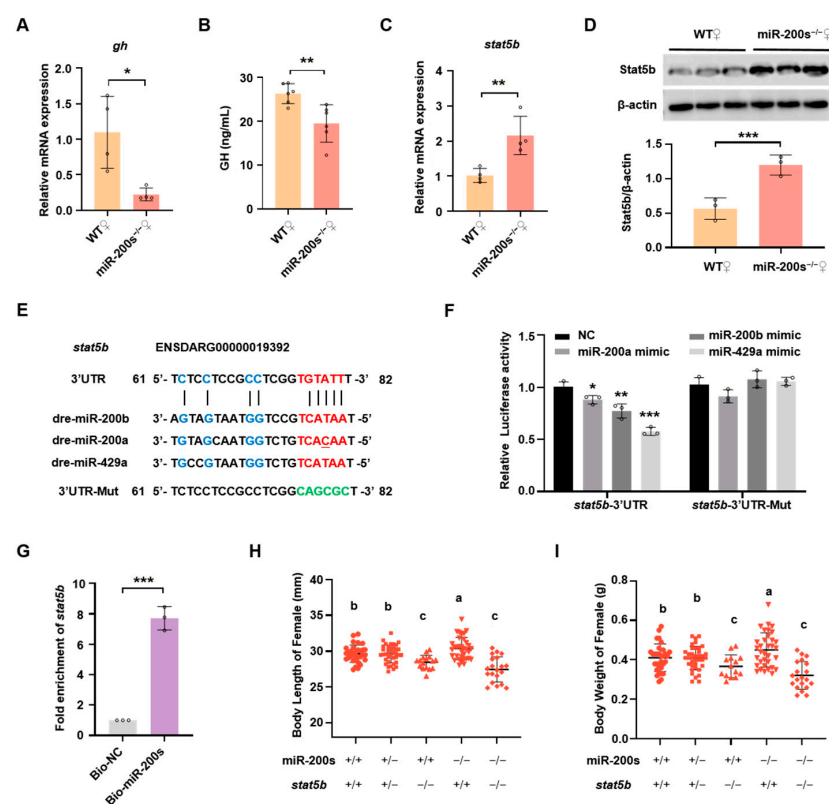 A
gh
Relative mRNA expression
2.0
1.5
1.0
0.5
0.0
*
WT♀
miR-200s⁻/⁻♀
B
GH (ng/mL)
30
20
10
0
**
WT♀
miR-200s⁻/⁻♀
C
stat5b
Relative mRNA expression
4
3
2
1
0
**
WT♀
miR-200s⁻/⁻♀
D
WT♀ miR-200s⁻/⁻♀
Stat5b
β-actin
Stat5b/β-actin
1.5
1.0
0.5
0.0
***
WT♀ miR-200s⁻/⁻♀
E
stat5b ENSDARG00000019392
3'UTR 61 5'- TCTCCTCCGCCTCGGTGTATTT -3' 82
dre-miR-200b 3'- AGTAGTAATGGTCCGTCATAAT -5'
dre-miR-200a 3'- GTAGCAATGGTCTGTCACAAT -5'
dre-miR-429a 3'- GCCGTAATGGTCTGTCATAAT -5'
3'UTR-Mut 61 5'- TCTCCTCCGCCTCGGCAGCGCT -3' 82
F
NC miR-200b mimic
miR-200a mimic miR-429a mimic
Relative Luciferase activity
1.5
1.0
0.5
0.0
* ** ***
stat5b-3'UTR stat5b-3'UTR-Mut
G
Fold enrichment of stat5b
10
8
6
4
2
0
***
Bio-NC
Bio-miR-200s
H
Body Length of Female (mm)
40
35
30
25
b b c a c
miR-200s +/+ +/− +/+ −/− −/−
stat5b +/+ +/+ −/− +/+ −/−
I
Body Weight of Female (g)
0.8
0.6
0.4
0.2
0.0
b b c a c
miR-200s +/+ +/− +/+ −/− −/−
stat5b +/+ +/+ −/− +/+ −/−